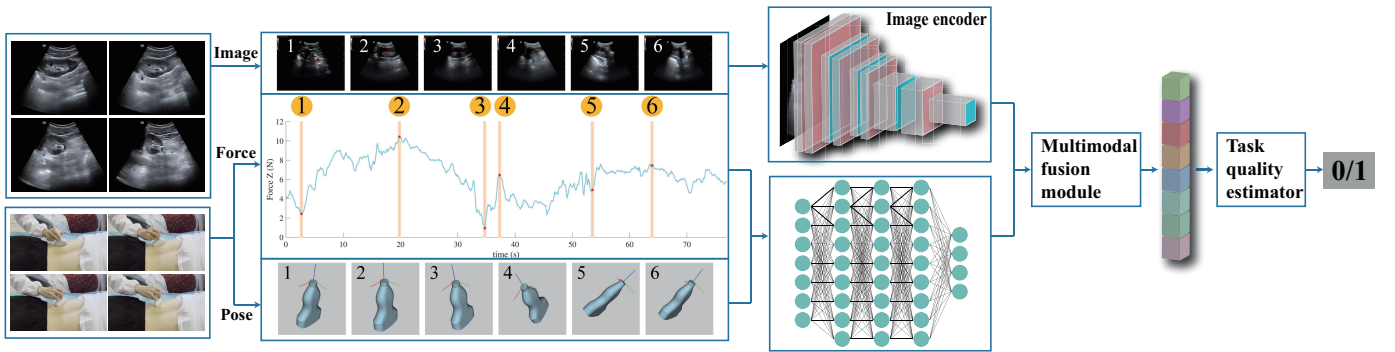 Image
1 2 3 4 5 6
Image encoder
1 2 3 4 5 6
Force
Force Z (N)
12
10
8
6
4
2
0
0 10 20 30 40 50 60 70
time (s)
Pose
1 2 3 4 5 6
Multimodal
fusion
module
Task
quality
estimator
0/1